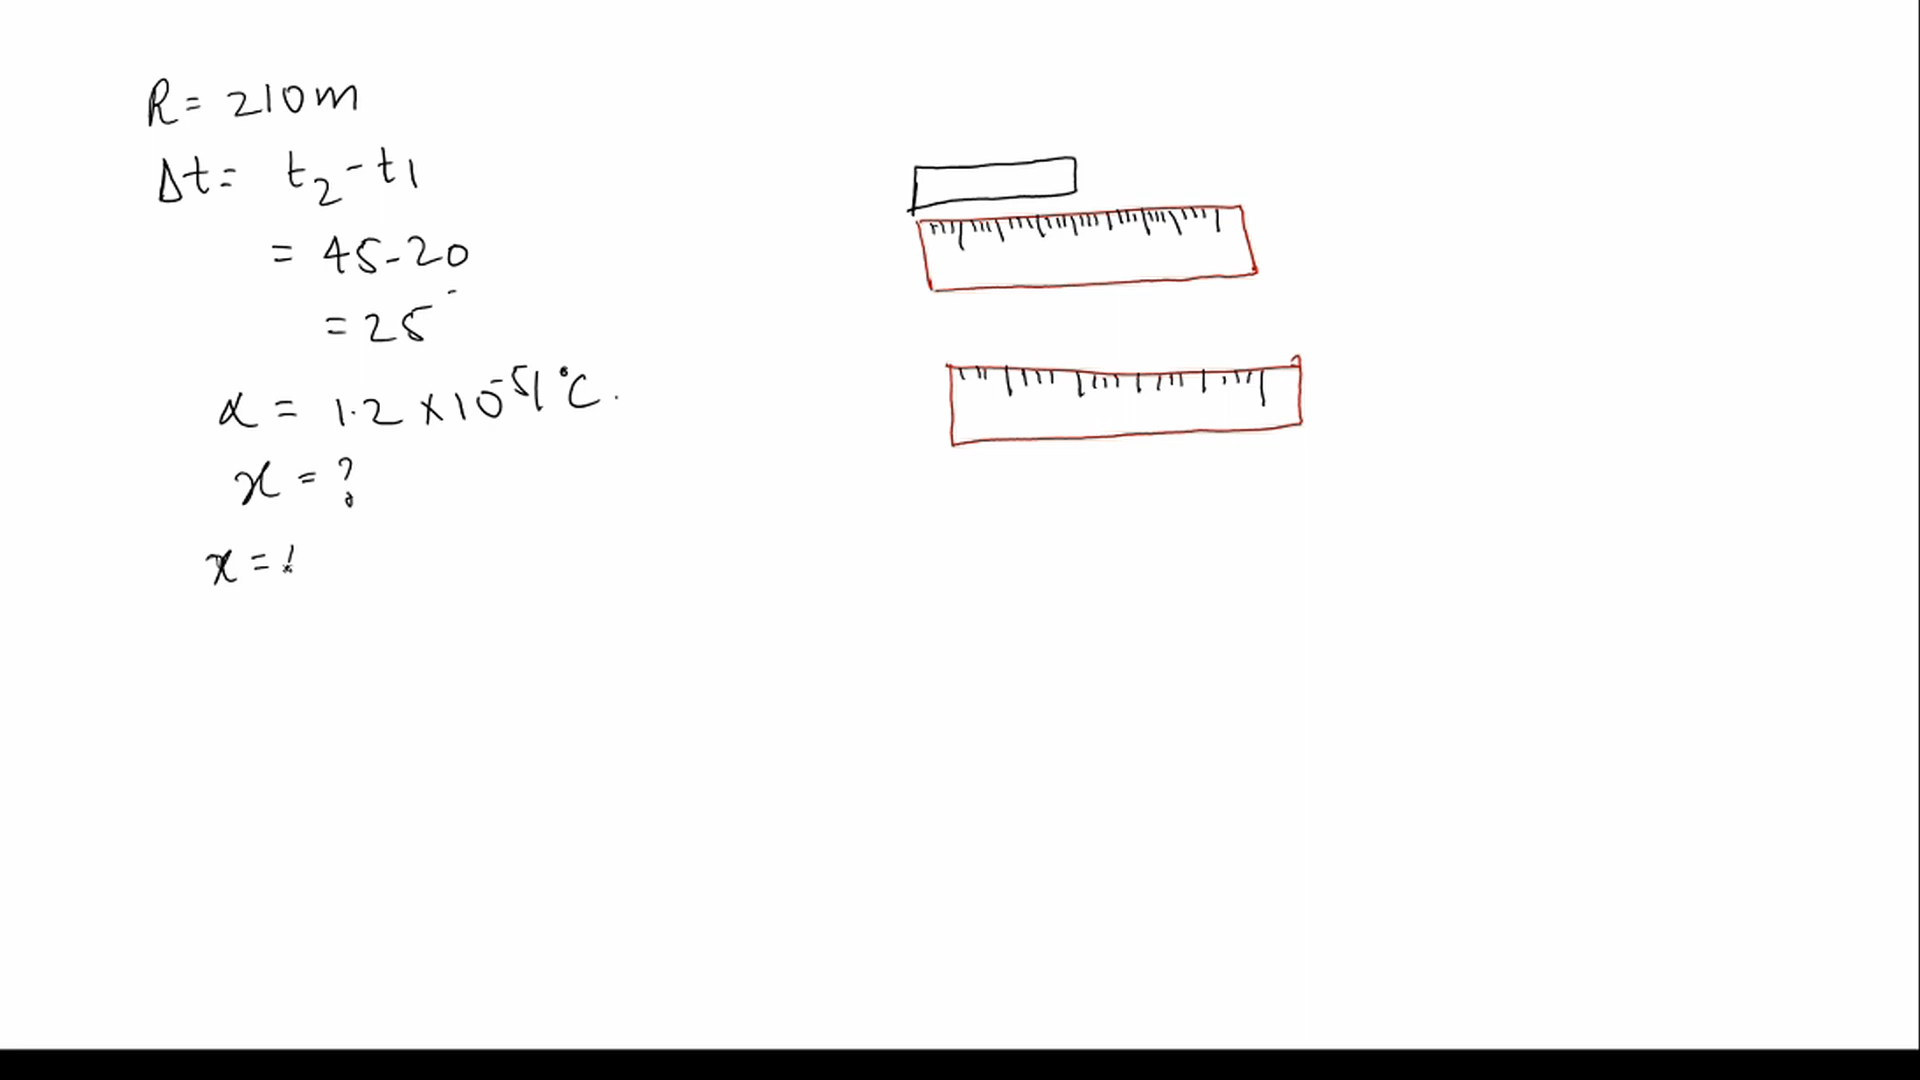 R = 210m
Δt = t₂ - t₁
= 45 - 20
= 25
α = 1.2 × 10⁻⁵/°C.
x = ?
x = !